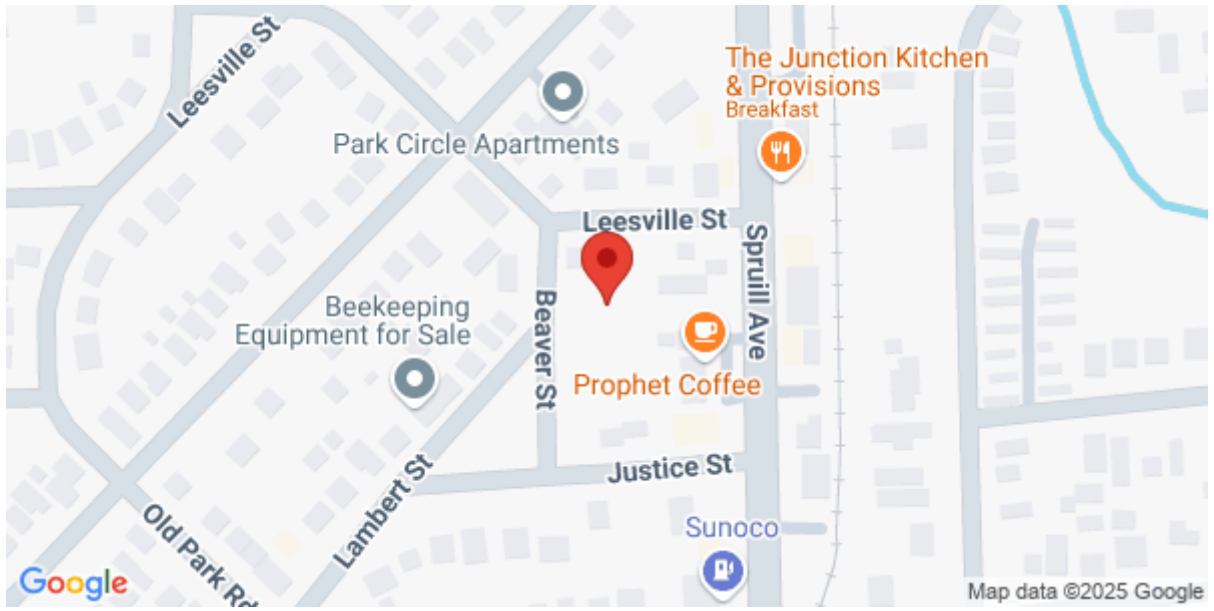 Leesville St
The Junction Kitchen
& Provisions
Breakfast
Park Circle Apartments
Leesville St
Spruill Ave
Beekeeping
Equipment for Sale
Beaver St
Prophet Coffee
Justice St
Lambert St
Old Park Rd
Sunoco
Google
Map data ©2025 Google